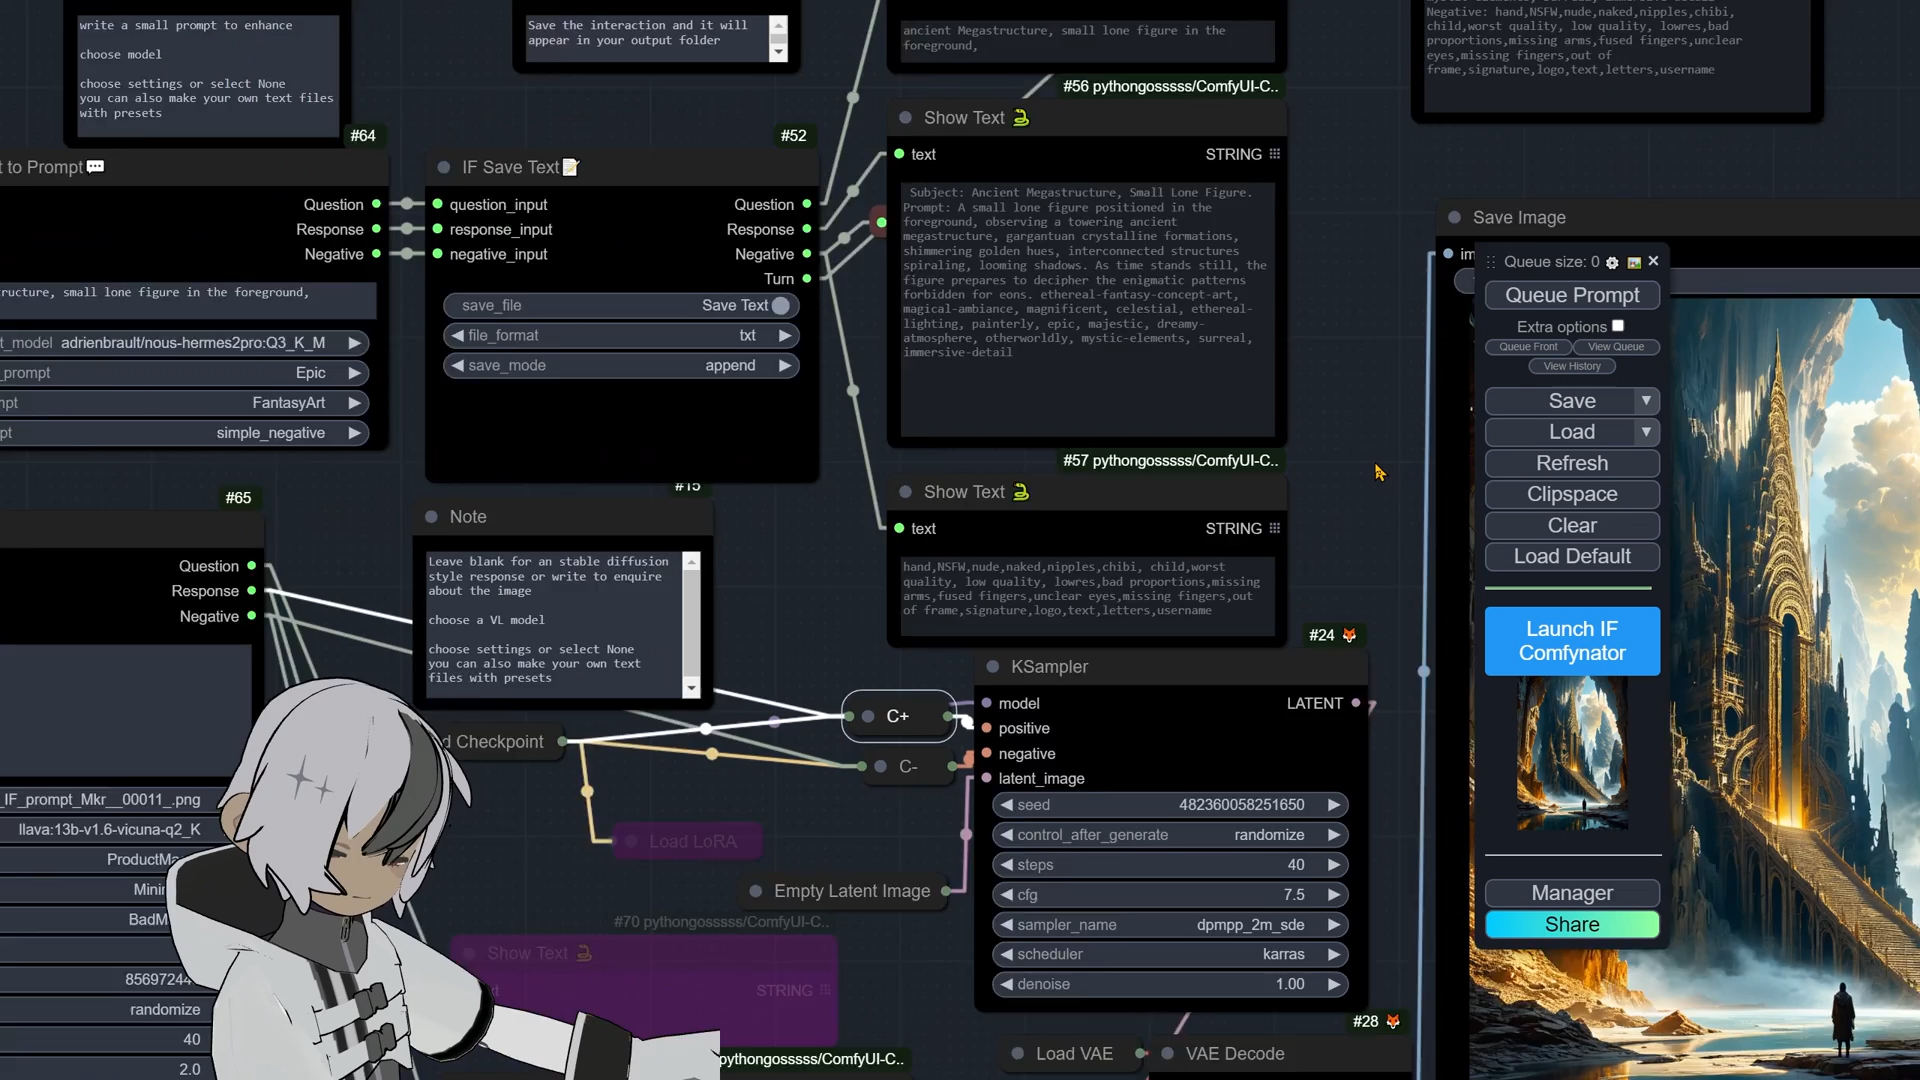 write a small prompt to enhance
choose model
choose settings or select None
you can also make your own text files
with presets
Save the interaction and it will
appear in your output folder
ancient Megastructure, small lone figure in the
foreground,
Negative: hand,NSFW,nude,naked,nipples,chibi,
child,worst quality, low quality, lowres,bad
proportions,missing arms,fused fingers,unclear
eyes,missing fingers,out of
frame,signature,logo,text,letters,username
#64
t to Prompt
Question
Response
Negative
ructure, small lone figure in the foreground,
t_model adrienbrault/nous-hermes2pro:Q3_K_M
_prompt Epic
mpt FantasyArt
pt simple_negative
#52
IF Save Text
question_input Question
response_input Response
negative_input Negative
Turn
save_file Save Text
file_format txt
save_mode append
#56 pythongosssss/ComfyUI-C..
Show Text
text STRING
Subject: Ancient Megastructure, Small Lone Figure.
Prompt: A small lone figure positioned in the
foreground, observing a towering ancient
megastructure, gargantuan crystalline formations,
shimmering golden hues, interconnected structures
spiraling, looming shadows. As time stands still, the
figure prepares to decipher the enigmatic patterns
forbidden for eons. ethereal-fantasy-concept-art,
magical-ambiance, magnificent, celestial, ethereal-
lighting, painterly, epic, majestic, dreamy-
atmosphere, otherworldly, mystic-elements, surreal,
immersive-detail
#57 pythongosssss/ComfyUI-C..
Show Text
text STRING
hand,NSFW,nude,naked,nipples,chibi, child,worst
quality, low quality, lowres,bad proportions,missing
arms,fused fingers,unclear eyes,missing fingers,out
of frame,signature,logo,text,letters,username
#65
Question
Response
Negative
#15
Note
Leave blank for an stable diffusion
style response or write to enquire
about the image
choose a VL model
choose settings or select None
you can also make your own text
files with presets
d Checkpoint
C+
C-
Load LoRA
Empty Latent Image
#70 pythongosssss/ComfyUI-C..
Show Text
STRING
pythongosssss/ComfyUI-C..
_IF_prompt_Mkr__00011_.png
llava:13b-v1.6-vicuna-q2_K
ProductMa
Minim
BadM
85697244
randomize
40
2.0
#24
KSampler
model LATENT
positive
negative
latent_image
seed 482360058251650
control_after_generate randomize
steps 40
cfg 7.5
sampler_name dpmpp_2m_sde
scheduler karras
denoise 1.00
#28
Load VAE
VAE Decode
Save Image
im
Queue size: 0
Queue Prompt
Extra options
Queue Front View Queue
View History
Save
Load
Refresh
Clipspace
Clear
Load Default
Launch IF
Comfynator
Manager
Share